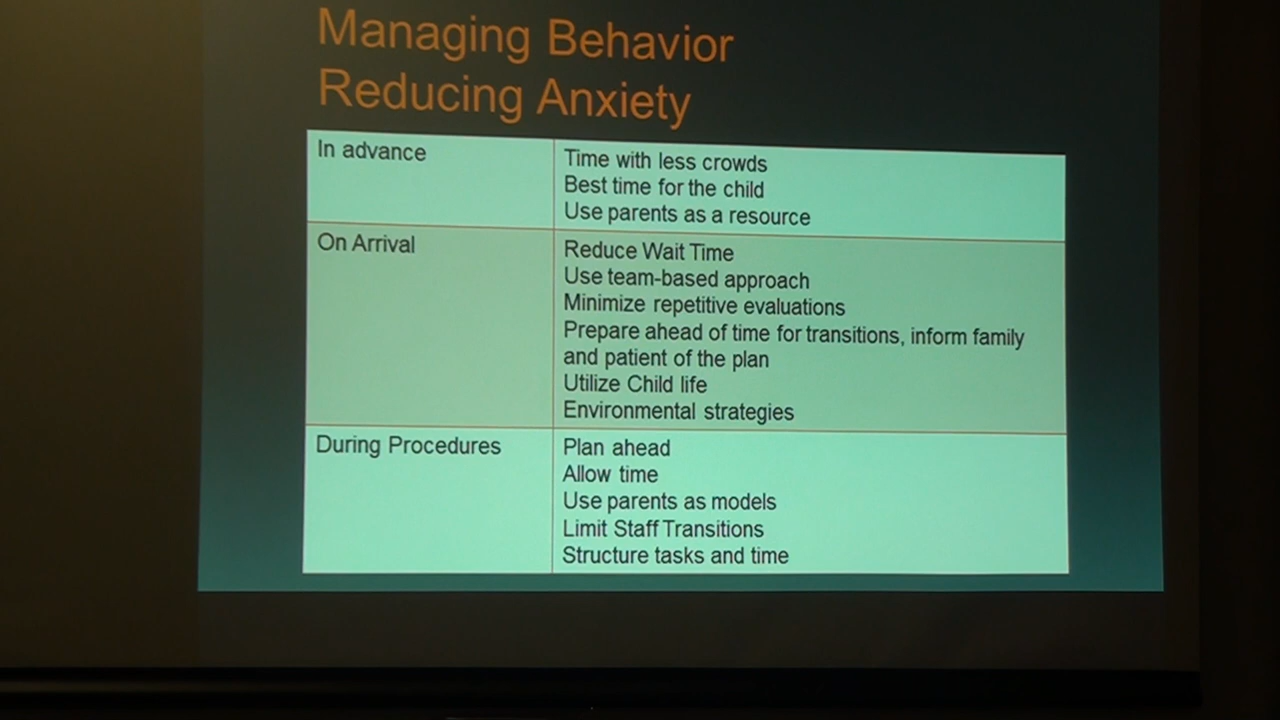 Managing Behavior
Reducing Anxiety
In advance
Time with less crowds
Best time for the child
Use parents as a resource
On Arrival
Reduce Wait Time
Use team-based approach
Minimize repetitive evaluations
Prepare ahead of time for transitions, inform family
and patient of the plan
Utilize Child life
Environmental strategies
During Procedures
Plan ahead
Allow time
Use parents as models
Limit Staff Transitions
Structure tasks and time